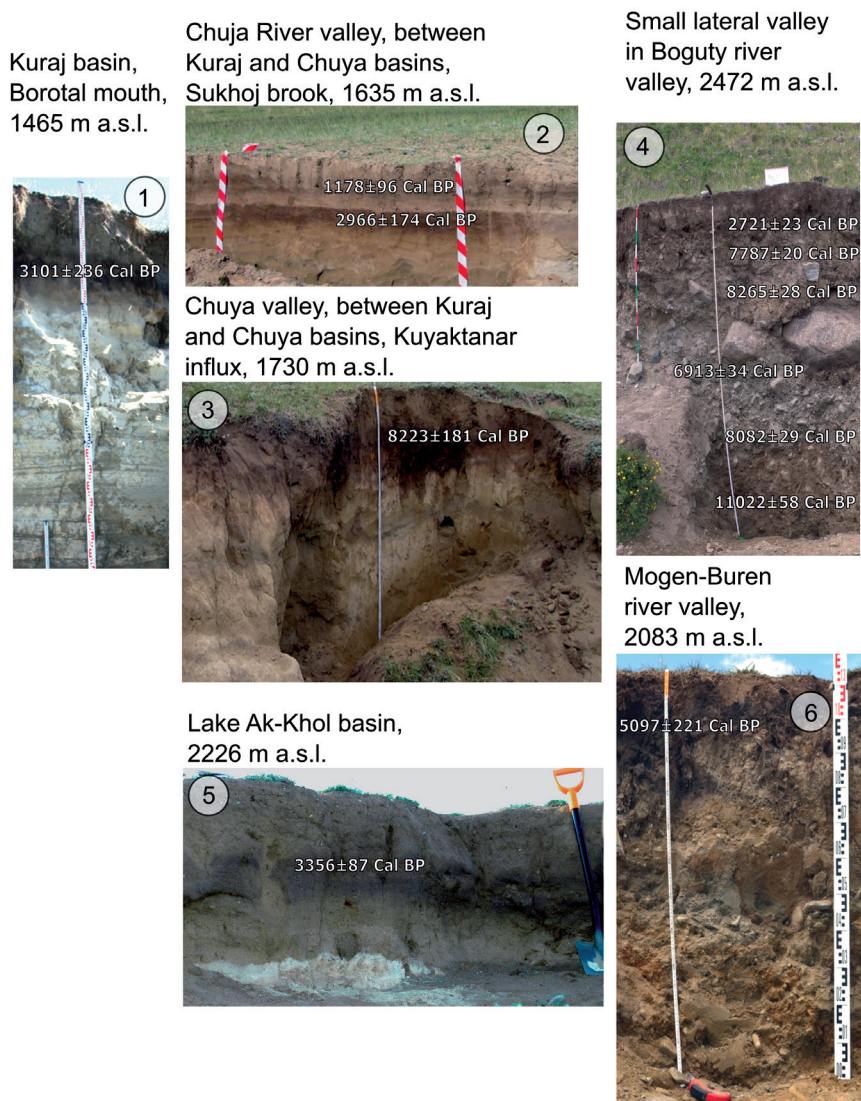 Kuraj basin,
Borotal mouth,
1465 m a.s.l.
1
3101±236 Cal BP
Chuja River valley, between
Kuraj and Chuya basins,
Sukhoj brook, 1635 m a.s.l.
2
1178±96 Cal BP
2966±174 Cal BP
Chuya valley, between Kuraj
and Chuya basins, Kuyaktanar
influx, 1730 m a.s.l.
3
8223±181 Cal BP
Lake Ak-Khol basin,
2226 m a.s.l.
5
3356±87 Cal BP
Small lateral valley
in Boguty river
valley, 2472 m a.s.l.
4
2721±23 Cal BP
7787±20 Cal BP
8265±28 Cal BP
6913±34 Cal BP
8082±29 Cal BP
11022±58 Cal BP
Mogen-Buren
river valley,
2083 m a.s.l.
6
5097±221 Cal BP